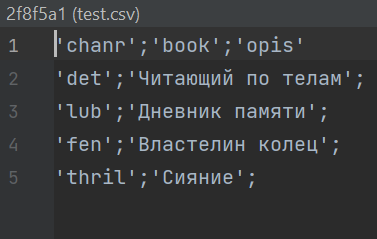 2f8f5a1 (test.csv)
1 'chanr';'book';'opis'
2 'det';'Читающий по телам';
3 'lub';'Дневник памяти';
4 'fen';'Властелин колец';
5 'thril';'Сияние';